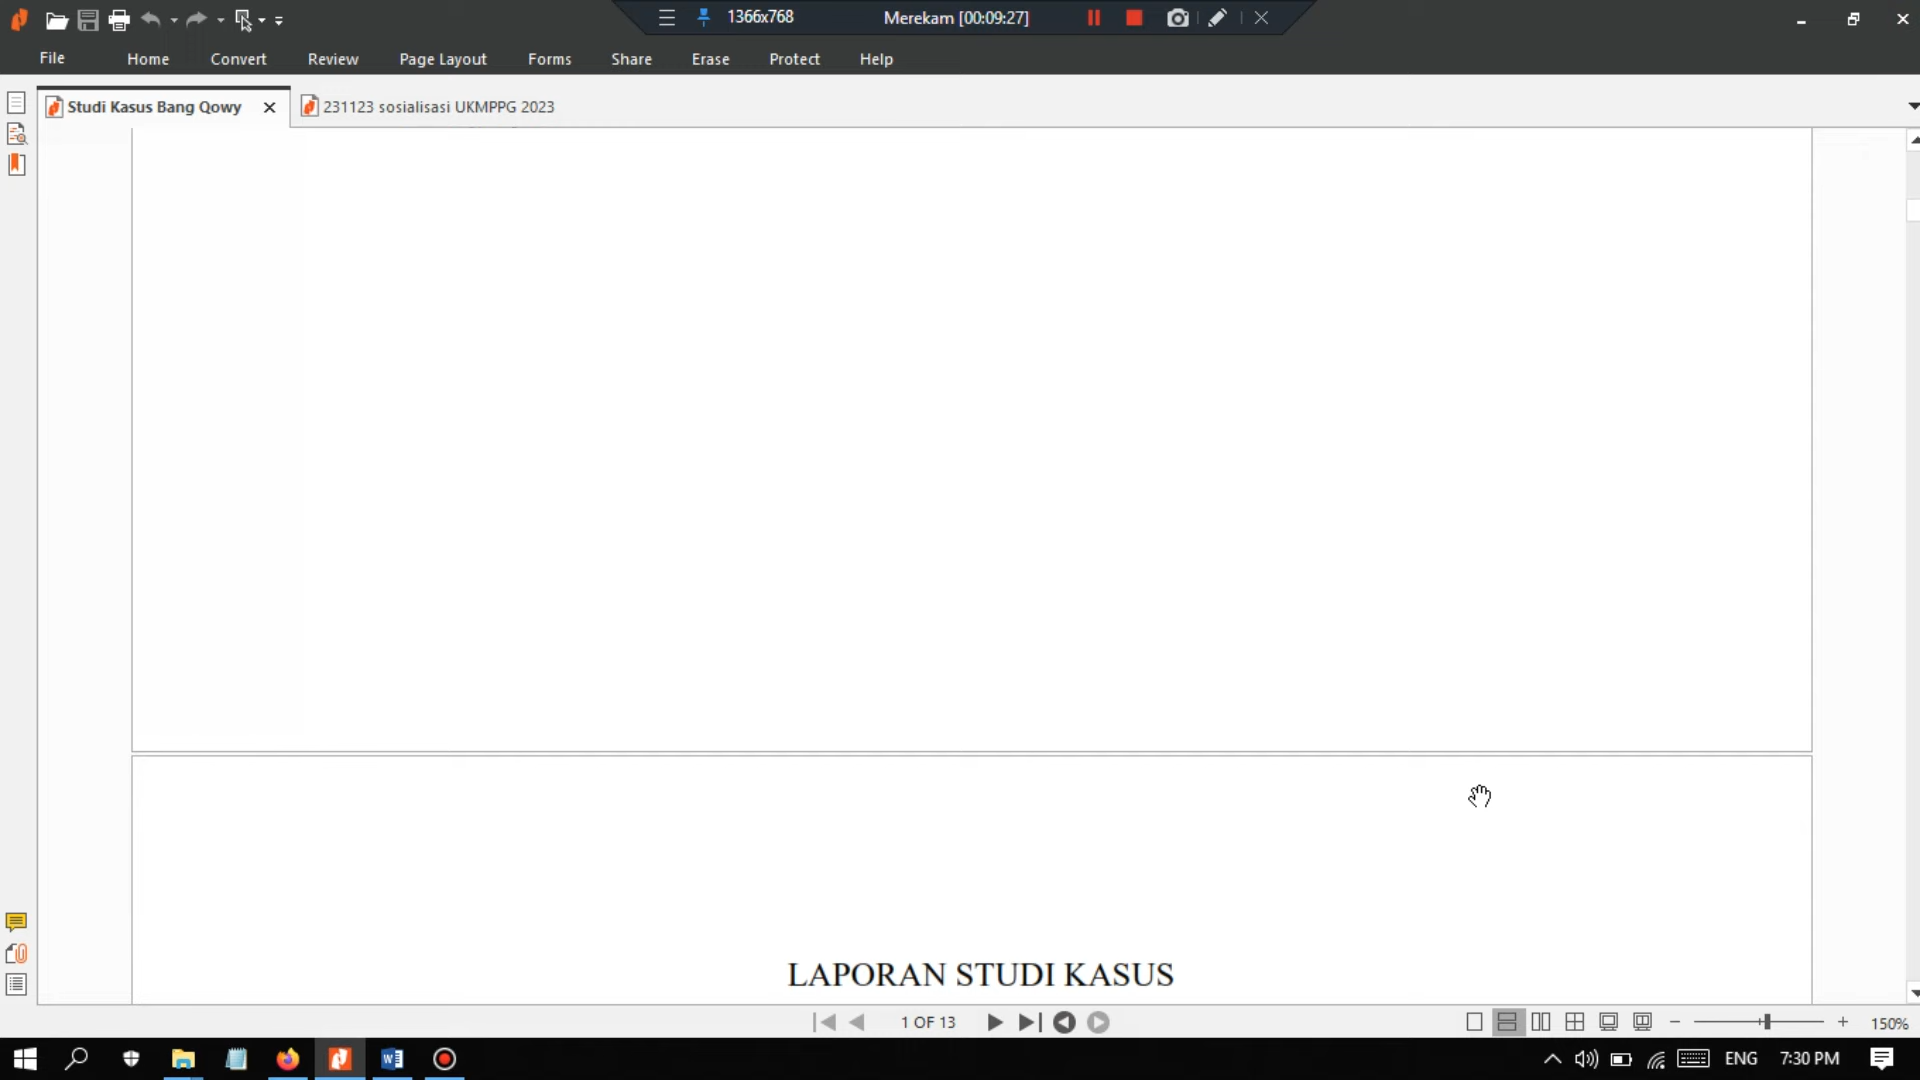 1366x768
Merekam [00:09:27]
File
Home
Convert
Review
Page Layout
Forms
Share
Erase
Protect
Help
Studi Kasus Bang Qowy
231123 sosialisasi UKMPPG 2023
LAPORAN STUDI KASUS
1 OF 13
150%
ENG
7:30 PM